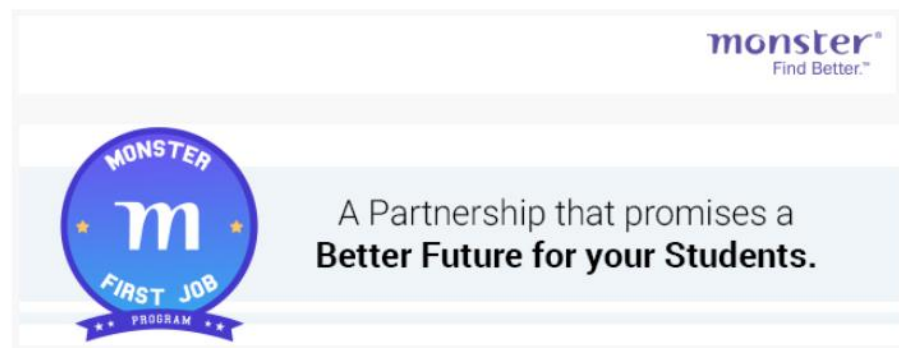 monster®
Find Better.™
MONSTER
m
FIRST JOB
PROGRAM
A Partnership that promises a
Better Future for your Students.